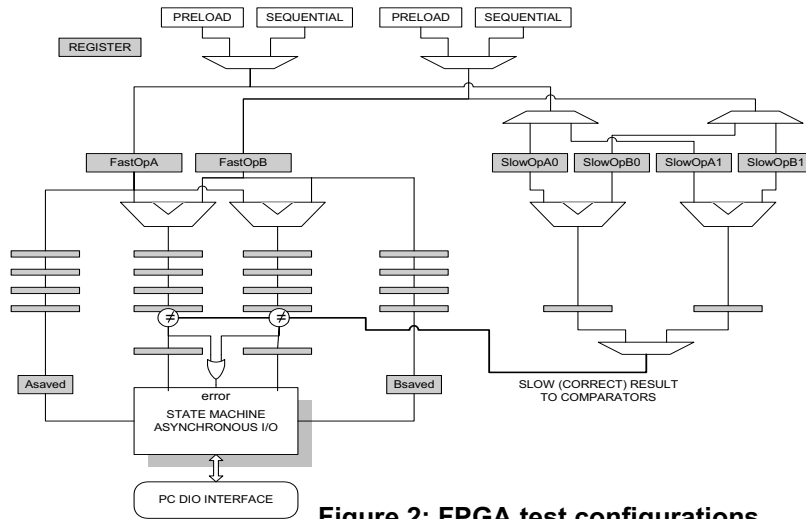 PRELOAD
SEQUENTIAL
PRELOAD
SEQUENTIAL
REGISTER
FastOpA
FastOpB
SlowOpA0
SlowOpB0
SlowOpA1
SlowOpB1
≠
≠
Asaved
error
Bsaved
STATE MACHINE
ASYNCHRONOUS I/O
SLOW (CORRECT) RESULT
TO COMPARATORS
PC DIO INTERFACE
Figure 2: FPGA test configurations